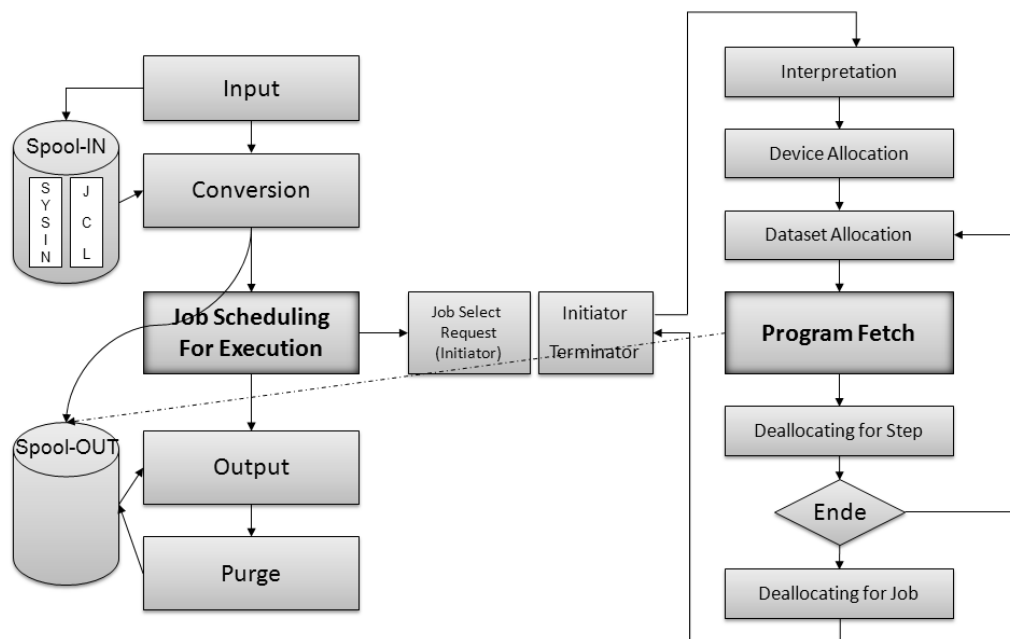 Input
Spool-IN
SYSIN
JCL
Conversion
Job Scheduling
For Execution
Job Select
Request
(Initiator)
Initiator
Terminator
Spool-OUT
Output
Purge
Interpretation
Device Allocation
Dataset Allocation
Program Fetch
Deallocating for Step
Ende
Deallocating for Job